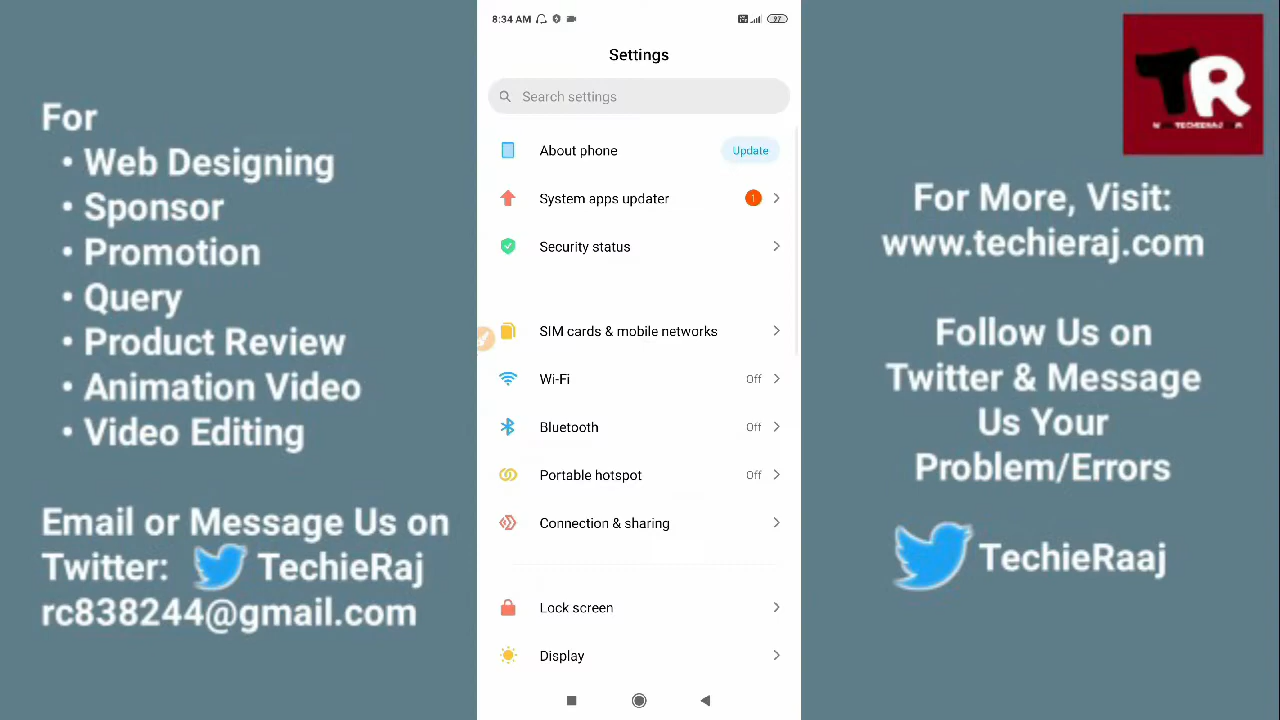 For
• Web Designing
• Sponsor
• Promotion
• Query
• Product Review
• Animation Video
• Video Editing
Email or Message Us on
Twitter: TechieRaj
rc838244@gmail.com
8:34 AM
97
Settings
Search settings
About phone Update
System apps updater 1
Security status
SIM cards & mobile networks
Wi-Fi Off
Bluetooth Off
Portable hotspot Off
Connection & sharing
Lock screen
Display
TR
For More, Visit:
www.techieraj.com
Follow Us on
Twitter & Message
Us Your
Problem/Errors
TechieRaaj